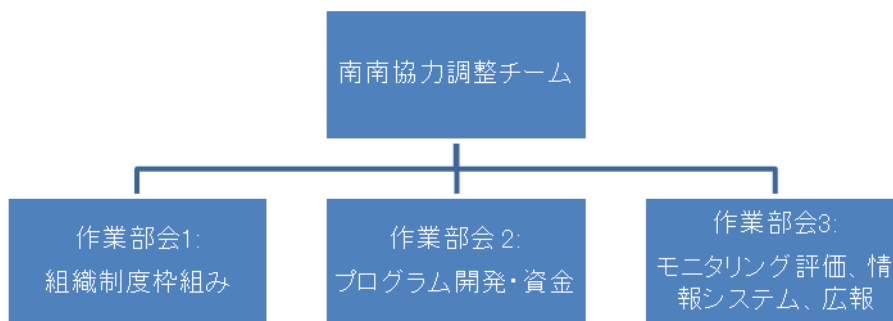 南南協力調整チーム
作業部会1:
組織制度枠組み
作業部会2:
プログラム開発・資金
作業部会3:
モニタリング評価、情
報システム、広報